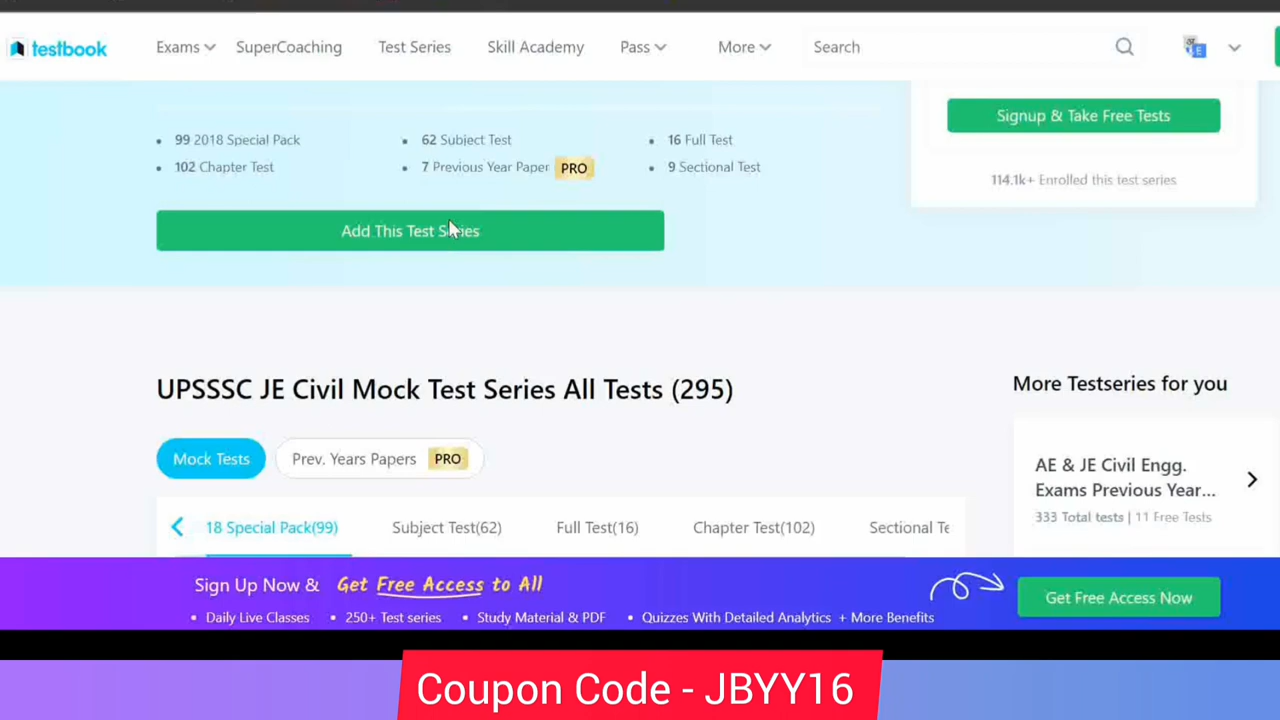 testbook
Exams
SuperCoaching
Test Series
Skill Academy
Pass
More
Search
99 2018 Special Pack
62 Subject Test
16 Full Test
102 Chapter Test
7 Previous Year Paper PRO
9 Sectional Test
Add This Test Series
Signup & Take Free Tests
114.1k+ Enrolled this test series
UPSSSC JE Civil Mock Test Series All Tests (295)
Mock Tests
Prev. Years Papers PRO
18 Special Pack(99)
Subject Test(62)
Full Test(16)
Chapter Test(102)
Sectional Te
More Testseries for you
AE & JE Civil Engg.
Exams Previous Year...
333 Total tests | 11 Free Tests
Sign Up Now & Get Free Access to All
• Daily Live Classes • 250+ Test series • Study Material & PDF • Quizzes With Detailed Analytics + More Benefits
Get Free Access Now
Coupon Code - JBYY16